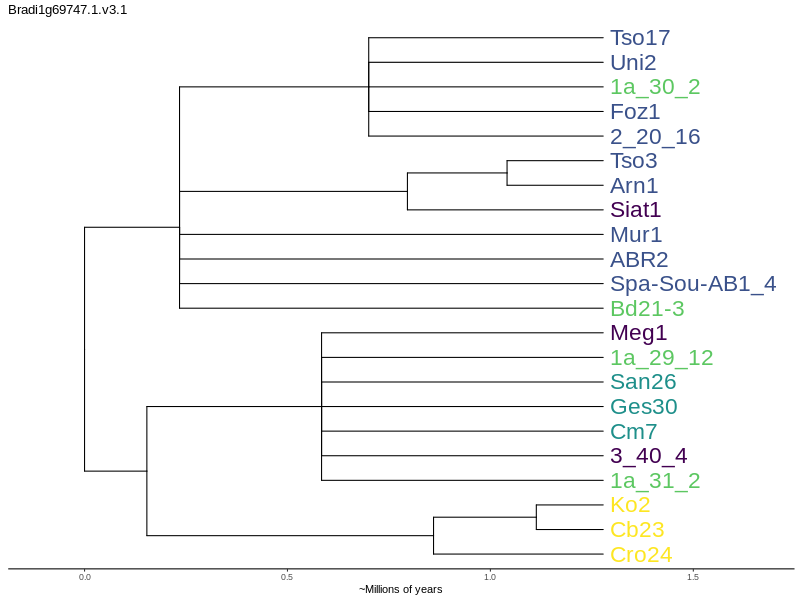 Bradi1g69747.1.v3.1
Tso17
Uni2
1a_30_2
Foz1
2_20_16
Tso3
Arn1
Siat1
Mur1
ABR2
Spa-Sou-AB1_4
Bd21-3
Meg1
1a_29_12
San26
Ges30
Cm7
3_40_4
1a_31_2
Ko2
Cb23
Cro24
0.0 0.5 1.0 1.5
~Millions of years